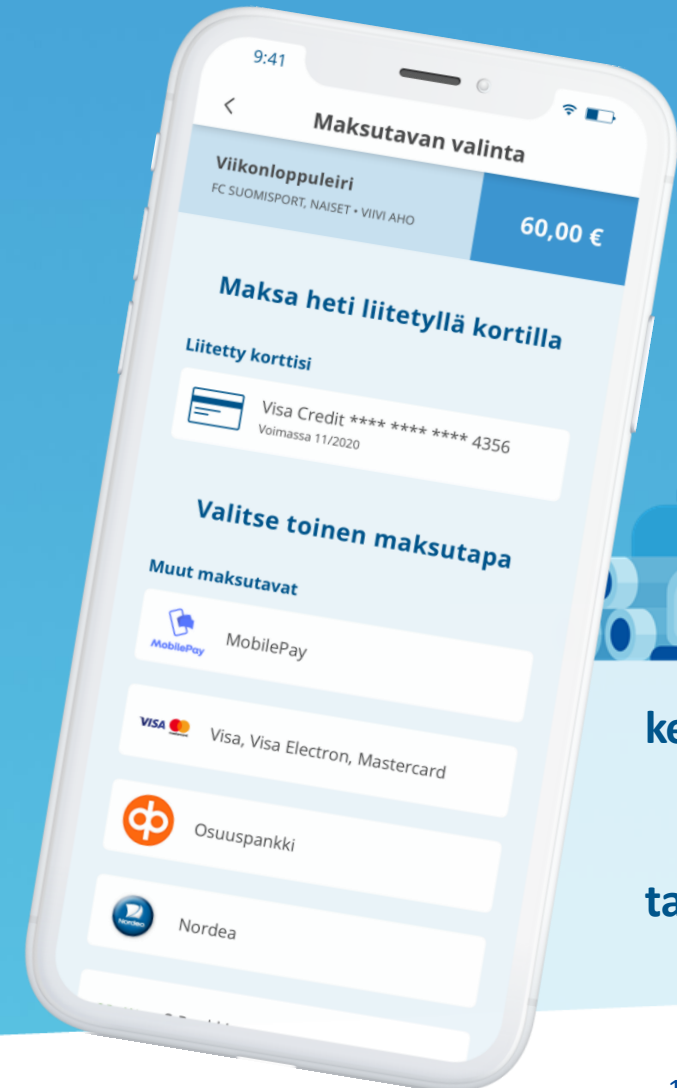 9:41
Maksutavan valinta
Viikonloppuleiri
FC SUOMISPORT, NAISET • VIIVI AHO
60,00 €
Maksa heti liitetyllä kortilla
Liitetty korttisi
Visa Credit **** **** **** 4356
Voimassa 11/2020
Valitse toinen maksutapa
Muut maksutavat
MobilePay
MobilePay
VISA
Visa, Visa Electron, Mastercard
Osuuspankki
Nordea
Nordea
ke
ta
1